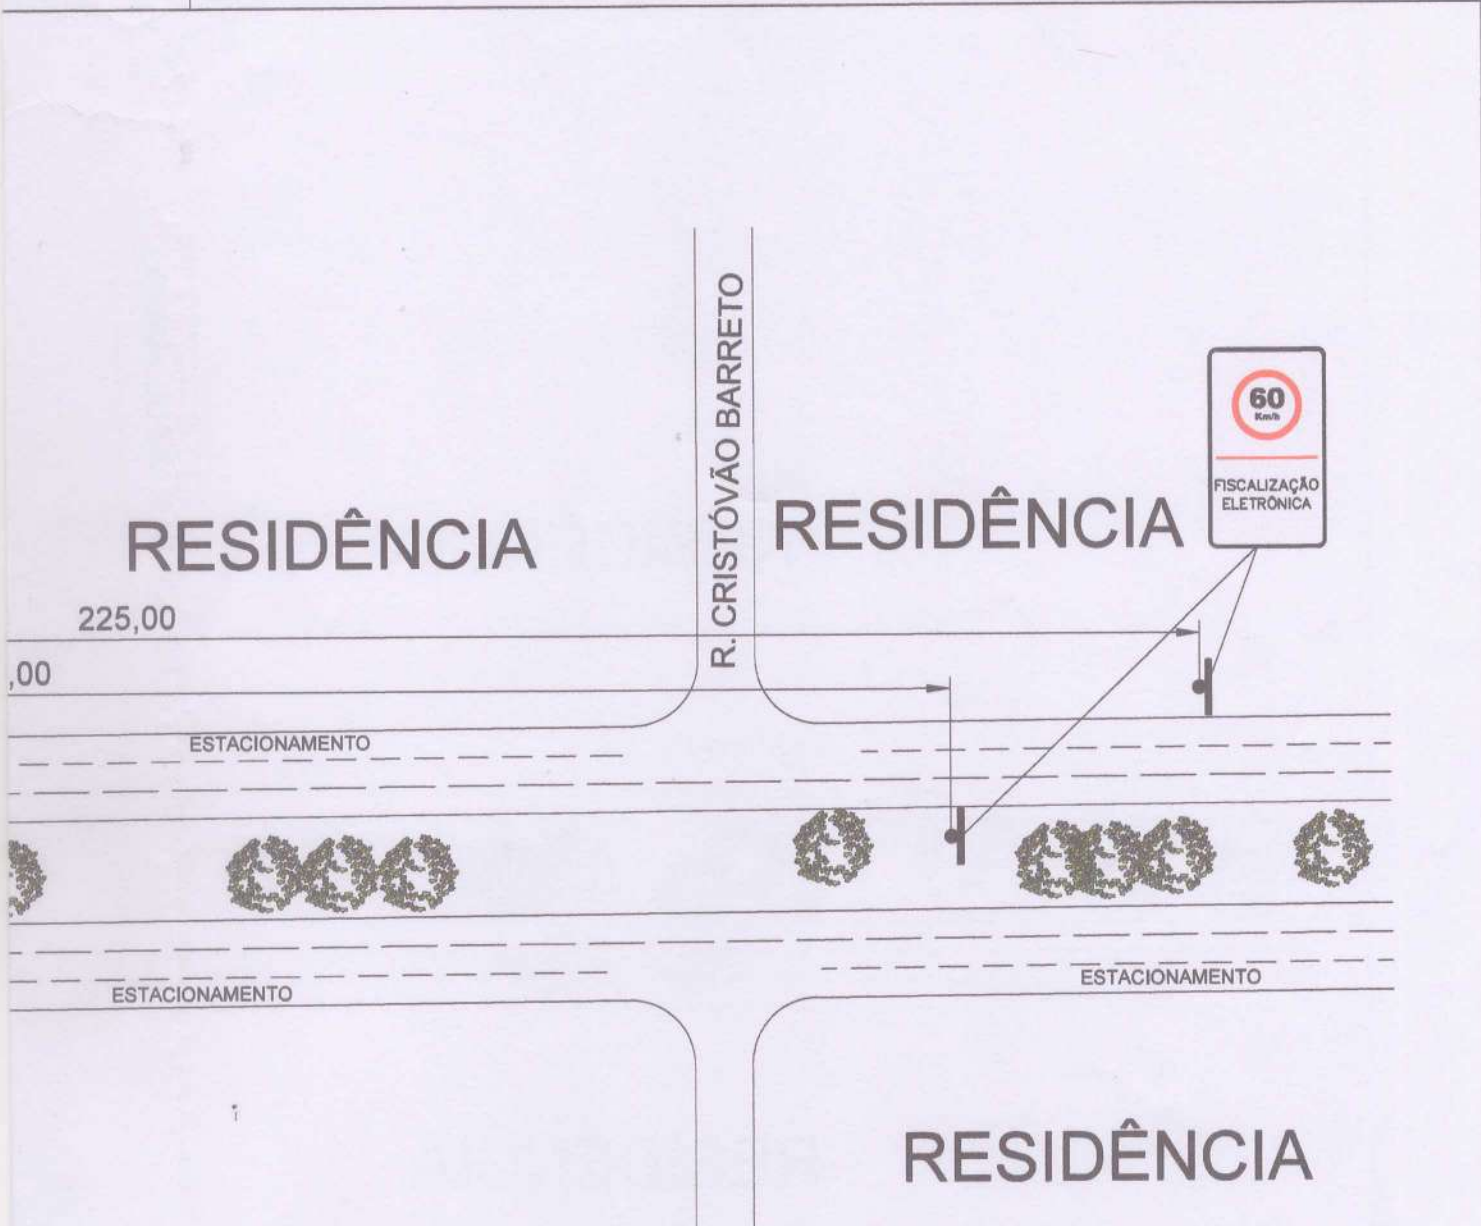 R. CRISTÓVÃO BARRETO
60
Km/h
FISCALIZAÇÃO
ELETRÔNICA
RESIDÊNCIA
RESIDÊNCIA
225,00
,00
ESTACIONAMENTO
ESTACIONAMENTO
ESTACIONAMENTO
RESIDÊNCIA